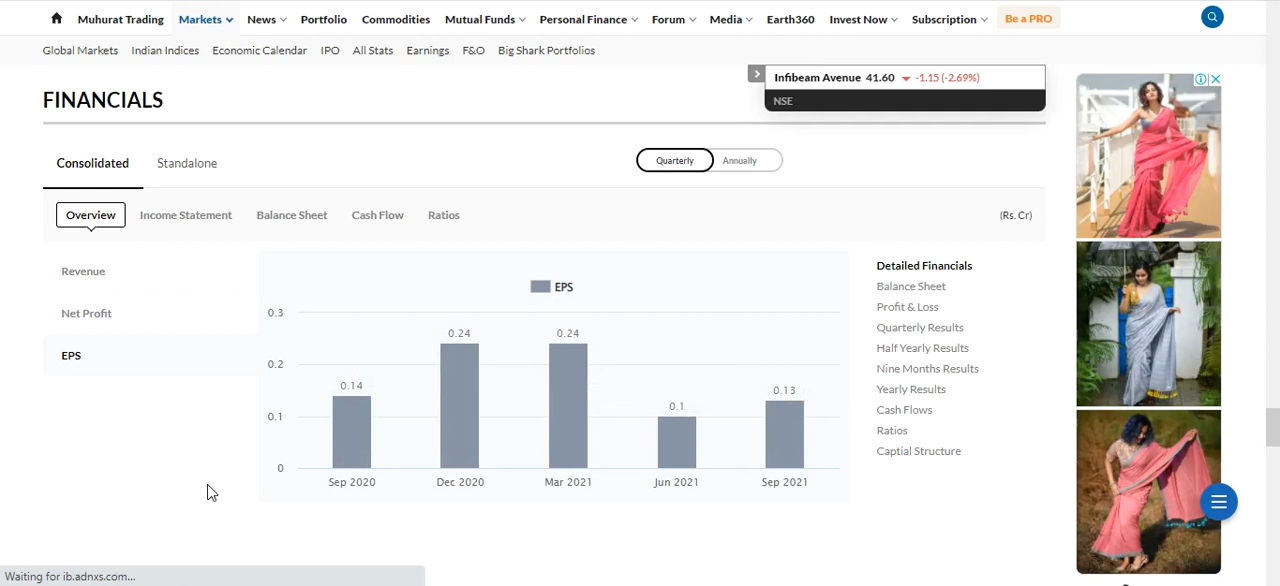 Muhurat Trading Markets News Portfolio Commodities Mutual Funds Personal Finance Forum Media Earth360 Invest Now Subscription Be a PRO
Global Markets Indian Indices Economic Calendar IPO All Stats Earnings F&O Big Shark Portfolios
Infibeam Avenue 41.60 -1.15 (-2.69%)
NSE
FINANCIALS
Consolidated Standalone Quarterly Annually
Overview Income Statement Balance Sheet Cash Flow Ratios (Rs. Cr)
Revenue
Net Profit
EPS
EPS
0.3
0.2
0.1
0
0.14
0.24
0.24
0.1
0.13
Sep 2020 Dec 2020 Mar 2021 Jun 2021 Sep 2021
Detailed Financials
Balance Sheet
Profit & Loss
Quarterly Results
Half Yearly Results
Nine Months Results
Yearly Results
Cash Flows
Ratios
Captial Structure
Waiting for ib.adnxs.com...